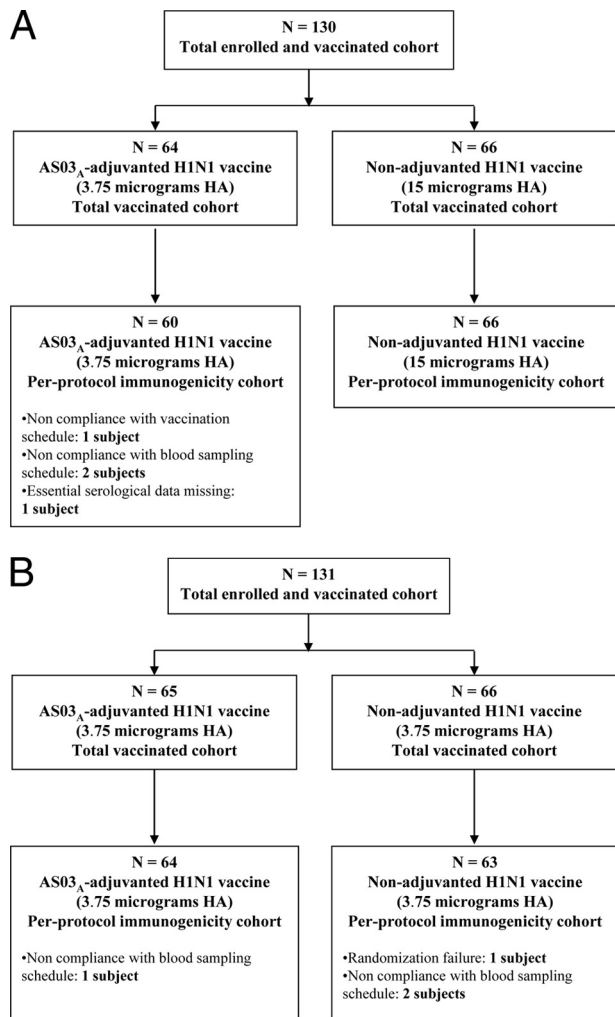 A
N = 130
Total enrolled and vaccinated cohort
N = 64
AS03A-adjuvanted H1N1 vaccine
(3.75 micrograms HA)
Total vaccinated cohort
N = 66
Non-adjuvanted H1N1 vaccine
(15 micrograms HA)
Total vaccinated cohort
N = 60
AS03A-adjuvanted H1N1 vaccine
(3.75 micrograms HA)
Per-protocol immunogenicity cohort
•Non compliance with vaccination
schedule: 1 subject
•Non compliance with blood sampling
schedule: 2 subjects
•Essential serological data missing:
1 subject
N = 66
Non-adjuvanted H1N1 vaccine
(15 micrograms HA)
Per-protocol immunogenicity cohort
B
N = 131
Total enrolled and vaccinated cohort
N = 65
AS03A-adjuvanted H1N1 vaccine
(3.75 micrograms HA)
Total vaccinated cohort
N = 66
Non-adjuvanted H1N1 vaccine
(3.75 micrograms HA)
Total vaccinated cohort
N = 64
AS03A-adjuvanted H1N1 vaccine
(3.75 micrograms HA)
Per-protocol immunogenicity cohort
•Non compliance with blood sampling
schedule: 1 subject
N = 63
Non-adjuvanted H1N1 vaccine
(3.75 micrograms HA)
Per-protocol immunogenicity cohort
•Randomization failure: 1 subject
•Non compliance with blood sampling
schedule: 2 subjects